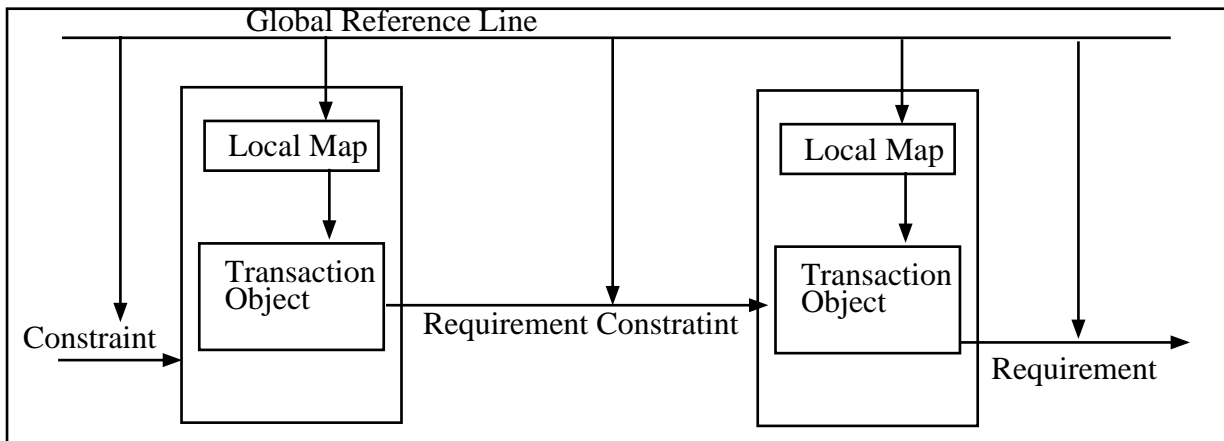 Global Reference Line
Local Map
Local Map
Transaction
Object
Transaction
Object
Requirement Constratint
Constraint
Requirement